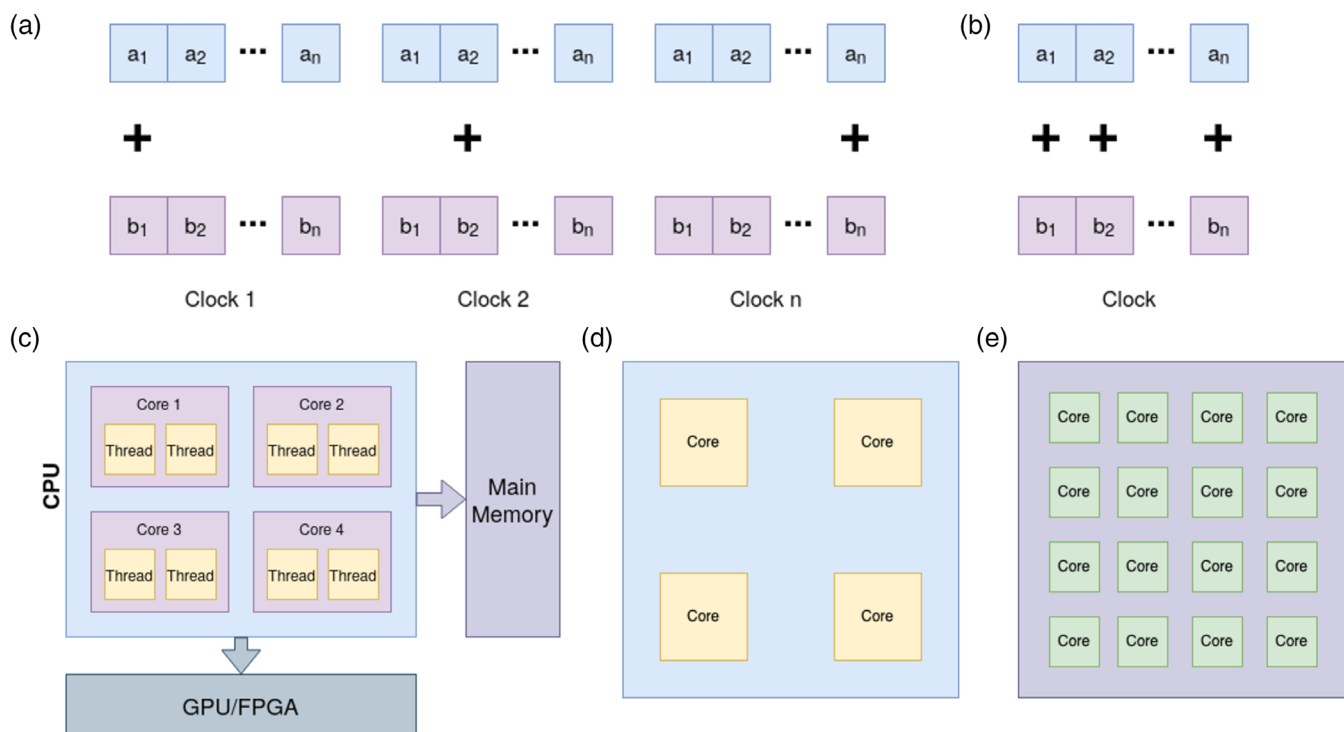 (a)
a1 a2 ... an
a1 a2 ... an
a1 a2 ... an
(b)
a1 a2 ... an
+
+
+
+ + +
b1 b2 ... bn
b1 b2 ... bn
b1 b2 ... bn
b1 b2 ... bn
Clock 1
Clock 2
Clock n
Clock
(c)
CPU
Core 1
Thread Thread
Core 2
Thread Thread
Core 3
Thread Thread
Core 4
Thread Thread
Main
Memory
GPU/FPGA
(d)
Core Core
Core Core
(e)
Core Core Core Core
Core Core Core Core
Core Core Core Core
Core Core Core Core